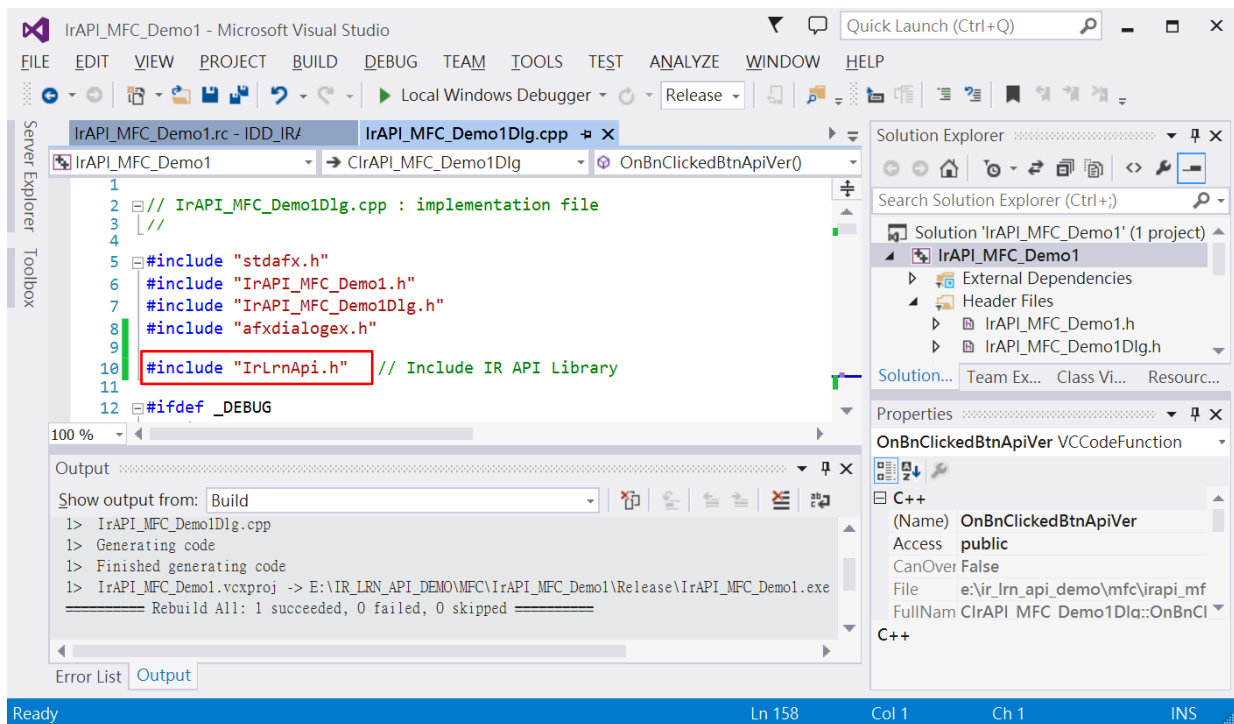 IrAPI_MFC_Demo1 - Microsoft Visual Studio
Quick Launch (Ctrl+Q)
FILE EDIT VIEW PROJECT BUILD DEBUG TEAM TOOLS TEST ANALYZE WINDOW HELP
Local Windows Debugger Release
Server Explorer
Toolbox
IrAPI_MFC_Demo1.rc - IDD_IRA
IrAPI_MFC_Demo1Dlg.cpp
IrAPI_MFC_Demo1
CIrAPI_MFC_Demo1Dlg
OnBnClickedBtnApiVer()
1
2 // IrAPI_MFC_Demo1Dlg.cpp : implementation file
3 //
4
5 #include "stdafx.h"
6 #include "IrAPI_MFC_Demo1.h"
7 #include "IrAPI_MFC_Demo1Dlg.h"
8 #include "afxdialogex.h"
9
10 #include "IrLrnApi.h" // Include IR API Library
11
12 #ifdef _DEBUG
100 %
Output
Show output from: Build
1> IrAPI_MFC_Demo1Dlg.cpp
1> Generating code
1> Finished generating code
1> IrAPI_MFC_Demo1.vcxproj -> E:\IR_LRN_API_DEMO\MFC\IrAPI_MFC_Demo1\Release\IrAPI_MFC_Demo1.exe
========== Rebuild All: 1 succeeded, 0 failed, 0 skipped ==========
Error List Output
Solution Explorer
Search Solution Explorer (Ctrl+;)
Solution 'IrAPI_MFC_Demo1' (1 project)
IrAPI_MFC_Demo1
External Dependencies
Header Files
IrAPI_MFC_Demo1.h
IrAPI_MFC_Demo1Dlg.h
Solution... Team Ex... Class Vi... Resourc...
Properties
OnBnClickedBtnApiVer VCCodeFunction
C++
(Name) OnBnClickedBtnApiVer
Access public
CanOver False
File e:\ir_lrn_api_demo\mfc\irapi_mf
FullNam CIrAPI_MFC_Demo1Dlg::OnBnCl
C++
Ready Ln 158 Col 1 Ch 1 INS